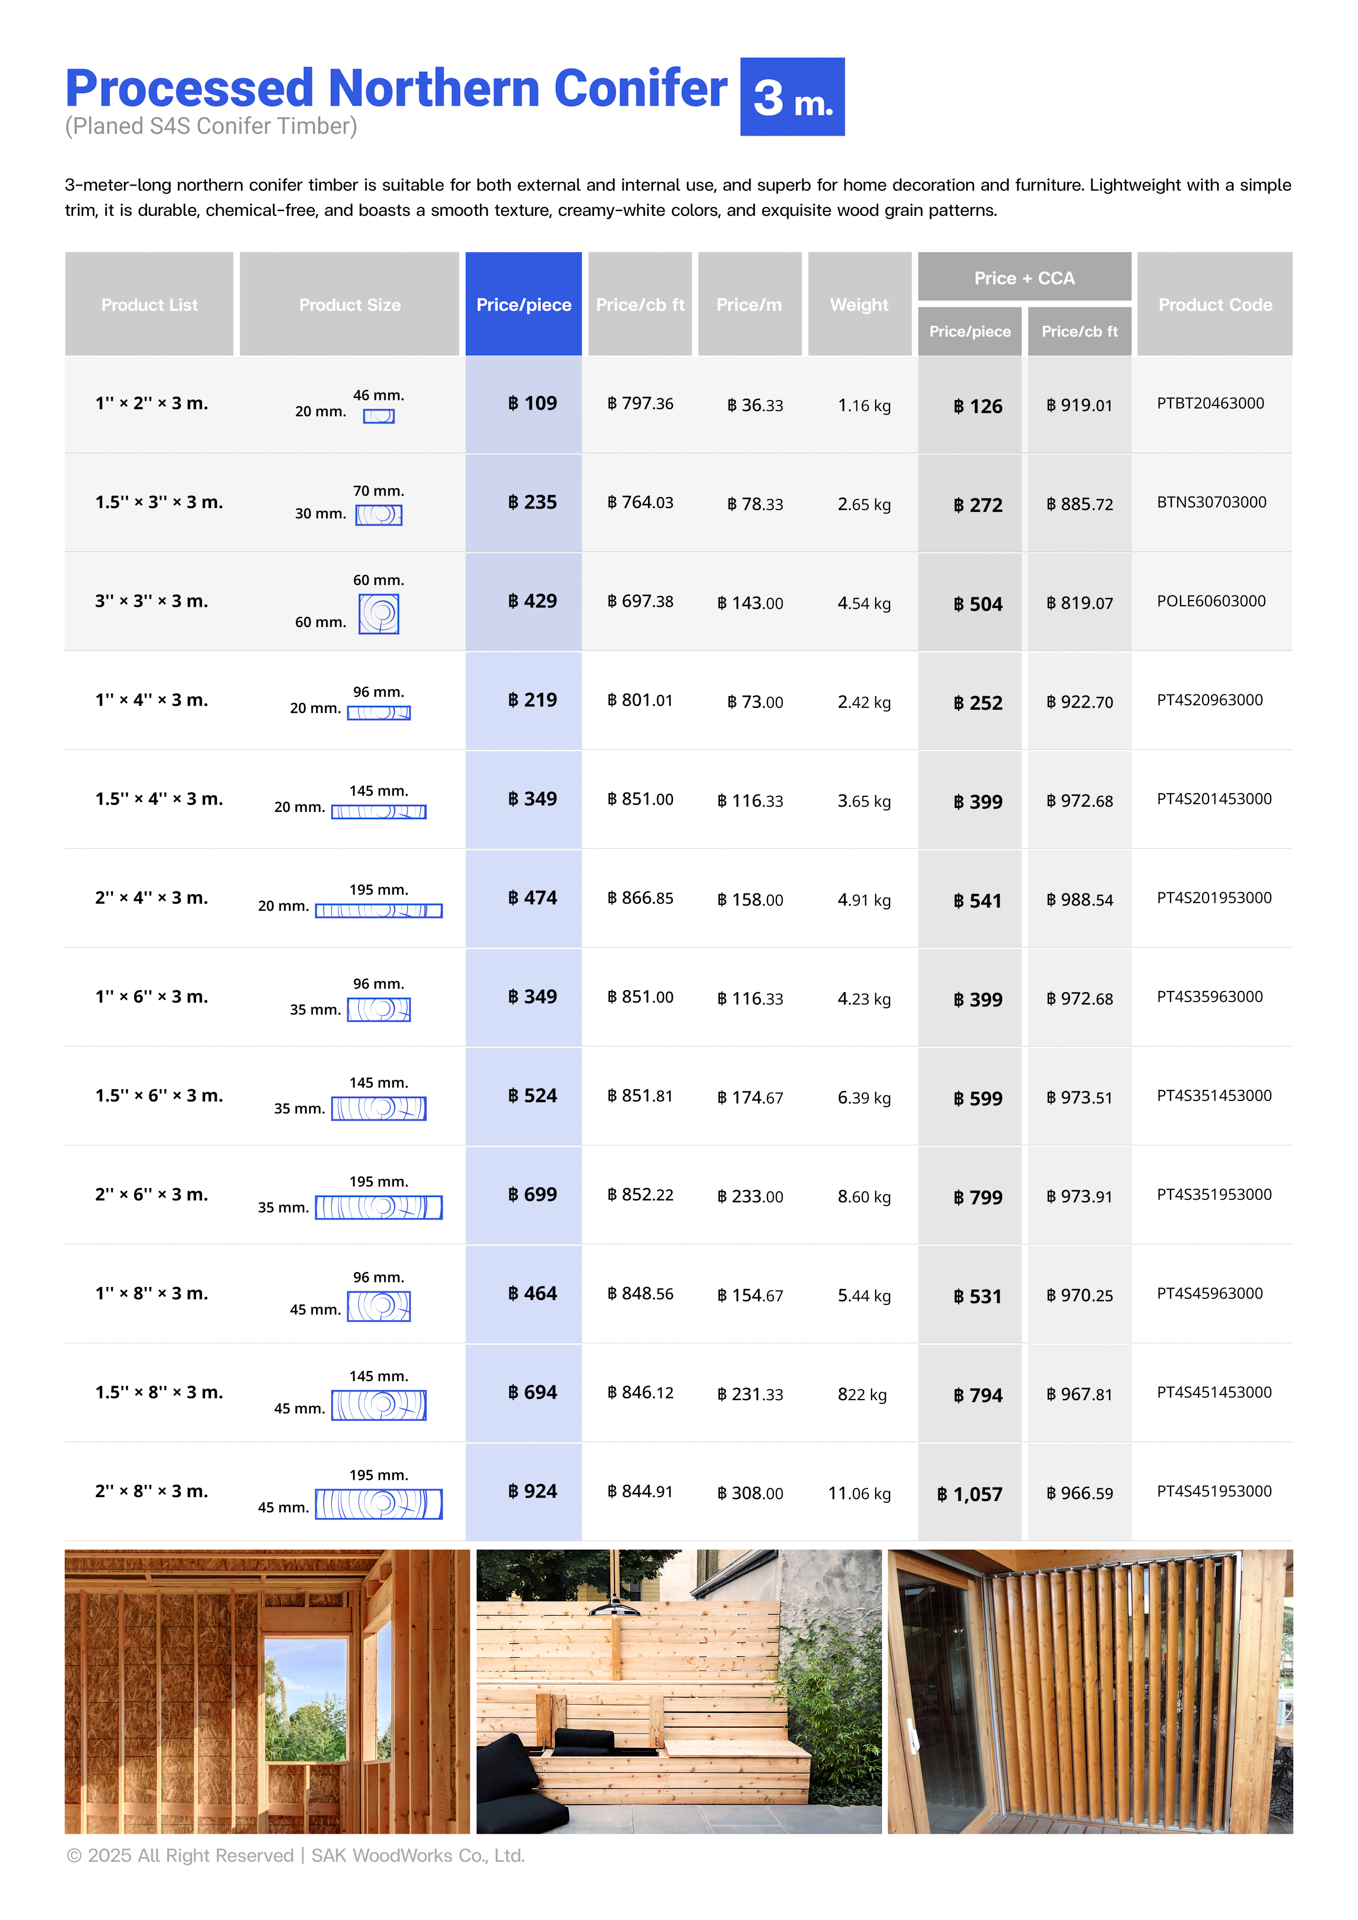 Processed Northern Conifer 3 m.
(Planed S4S Conifer Timber)
3-meter-long northern conifer timber is suitable for both external and internal use, and superb for home decoration and furniture. Lightweight with a simple
trim, it is durable, chemical-free, and boasts a smooth texture, creamy-white colors, and exquisite wood grain patterns.
Product List Product Size Price/piece Price/cb ft Price/m Weight Price + CCA Product Code
Price/piece Price/cb ft
46 mm.
1'' × 2'' × 3 m. 20 mm. ฿ 109 ฿ 797.36 ฿ 36.33 1.16 kg ฿ 126 ฿ 919.01 PTBT20463000
70 mm.
1.5'' × 3'' × 3 m. 30 mm. ฿ 235 ฿ 764.03 ฿ 78.33 2.65 kg ฿ 272 ฿ 885.72 BTNS30703000
60 mm.
3'' × 3'' × 3 m. 60 mm. ฿ 429 ฿ 697.38 ฿ 143.00 4.54 kg ฿ 504 ฿ 819.07 POLE60603000
96 mm.
1'' × 4'' × 3 m. 20 mm. ฿ 219 ฿ 801.01 ฿ 73.00 2.42 kg ฿ 252 ฿ 922.70 PT4S20963000
145 mm.
1.5'' × 4'' × 3 m. 20 mm. ฿ 349 ฿ 851.00 ฿ 116.33 3.65 kg ฿ 399 ฿ 972.68 PT4S201453000
195 mm.
2'' × 4'' × 3 m. 20 mm. ฿ 474 ฿ 866.85 ฿ 158.00 4.91 kg ฿ 541 ฿ 988.54 PT4S201953000
96 mm.
1'' × 6'' × 3 m. 35 mm. ฿ 349 ฿ 851.00 ฿ 116.33 4.23 kg ฿ 399 ฿ 972.68 PT4S35963000
145 mm.
1.5'' × 6'' × 3 m. 35 mm. ฿ 524 ฿ 851.81 ฿ 174.67 6.39 kg ฿ 599 ฿ 973.51 PT4S351453000
195 mm.
2'' × 6'' × 3 m. 35 mm. ฿ 699 ฿ 852.22 ฿ 233.00 8.60 kg ฿ 799 ฿ 973.91 PT4S351953000
96 mm.
1'' × 8'' × 3 m. 45 mm. ฿ 464 ฿ 848.56 ฿ 154.67 5.44 kg ฿ 531 ฿ 970.25 PT4S45963000
145 mm.
1.5'' × 8'' × 3 m. 45 mm. ฿ 694 ฿ 846.12 ฿ 231.33 822 kg ฿ 794 ฿ 967.81 PT4S451453000
195 mm.
2'' × 8'' × 3 m. 45 mm. ฿ 924 ฿ 844.91 ฿ 308.00 11.06 kg ฿ 1,057 ฿ 966.59 PT4S451953000
© 2025 All Right Reserved | SAK WoodWorks Co., Ltd.